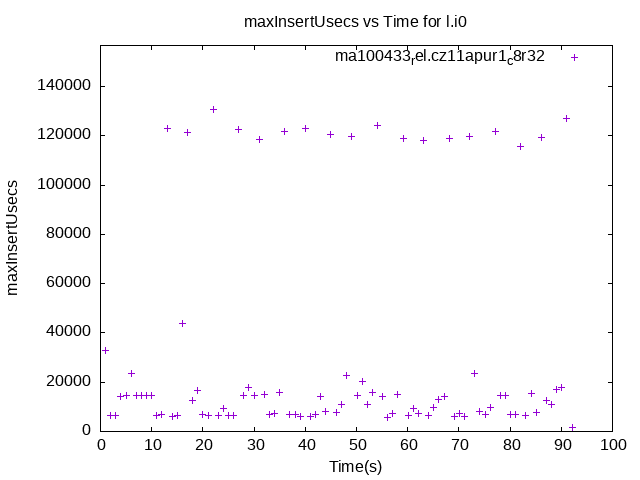 maxInsertUsecs vs Time for l.i0
ma100433rel.cz11apur1c8r32
140000
120000
100000
80000
60000
40000
20000
0
maxInsertUsecs
0 10 20 30 40 50 60 70 80 90 100
Time(s)